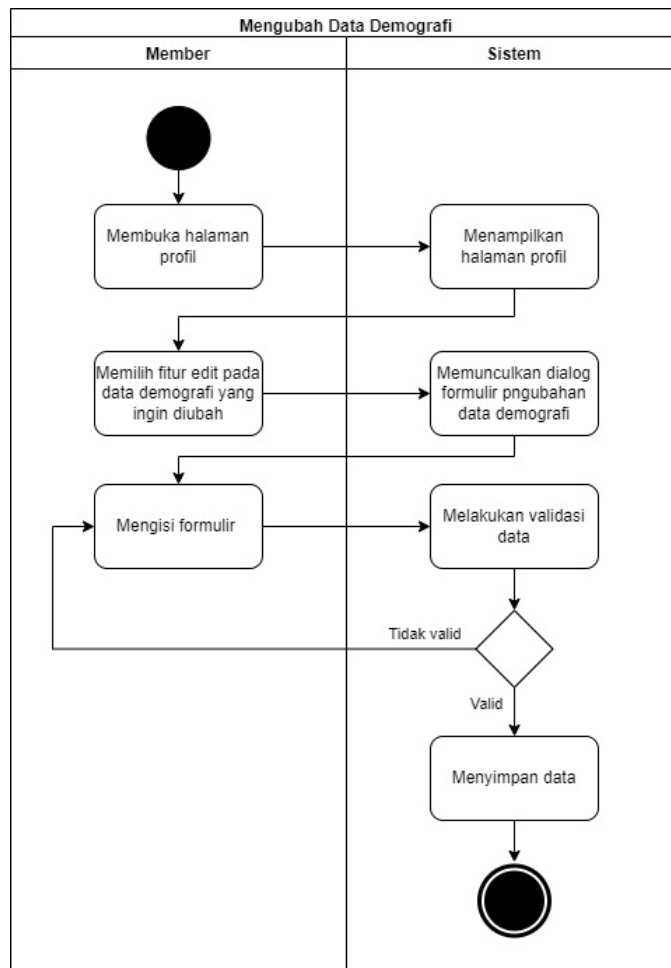 Mengubah Data Demografi
Member
Sistem
Membuka halaman
profil
Menampilkan
halaman profil
Memilih fitur edit pada
data demografi yang
ingin diubah
Memunculkan dialog
formulir pngubahan
data demografi
Mengisi formulir
Melakukan validasi
data
Tidak valid
Valid
Menyimpan data